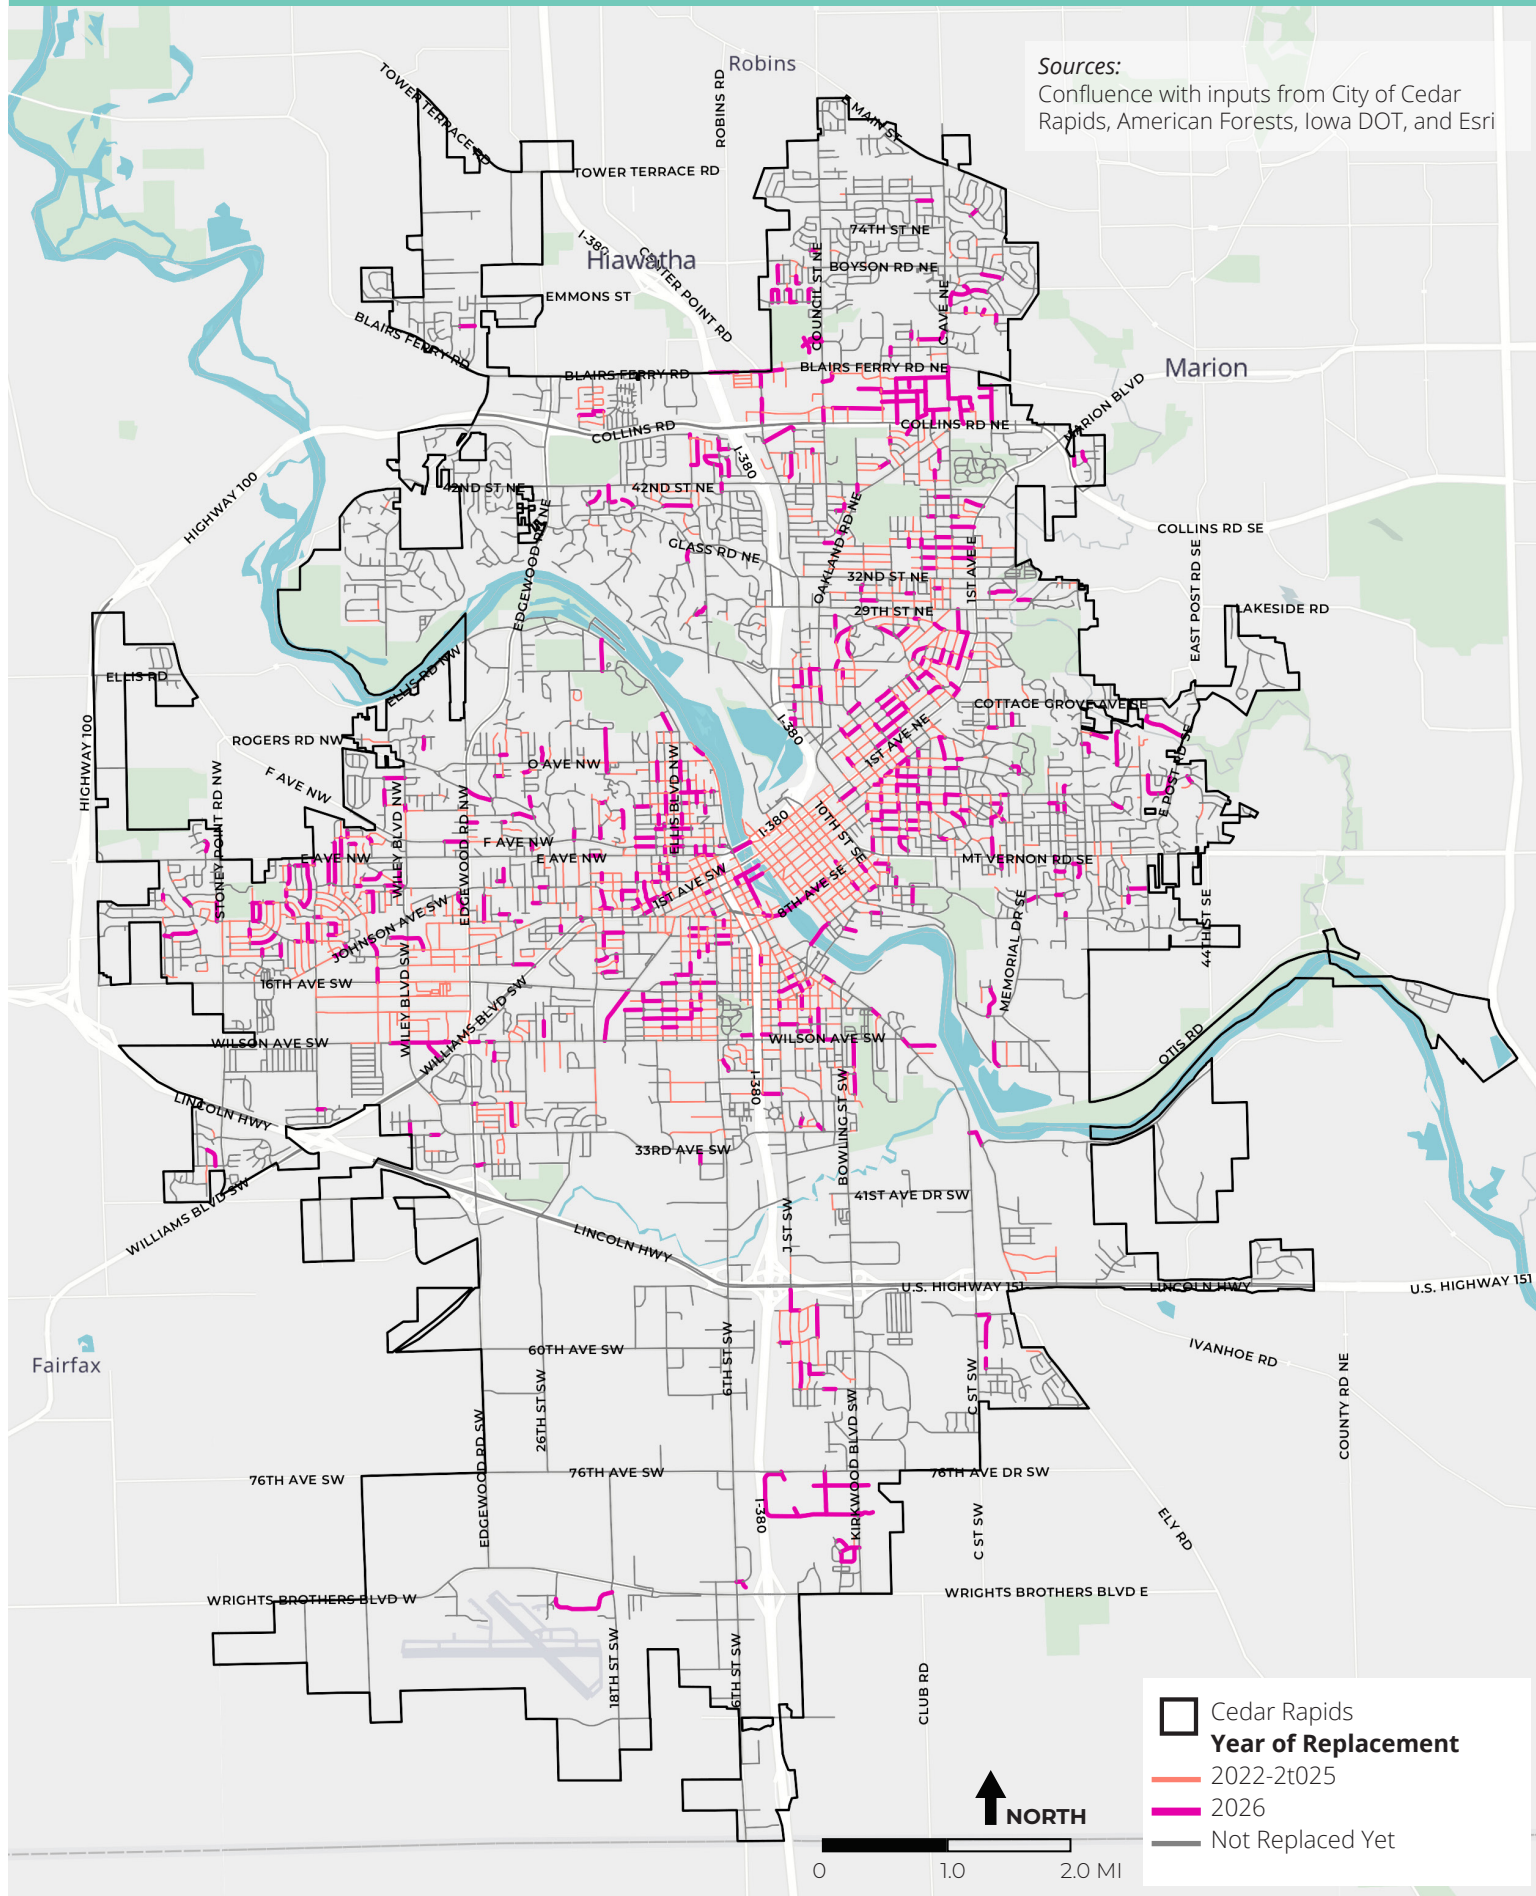 Robins
Sources:
Confluence with inputs from City of Cedar
Rapids, American Forests, Iowa DOT, and Esri
TOWER TERRACE RD
ROBINS RD
MAIN ST
TOWER TERRACE RD
I-380
Hiawatha
CENTER POINT RD
74TH ST NE
BOYSON RD NE
COUNCIL ST NE
C AVE NE
EMMONS ST
BLAIRS FERRY RD
BLAIRS FERRY RD
BLAIRS FERRY RD NE
Marion
MARION BLVD
COLLINS RD
COLLINS RD NE
I-380
HIGHWAY 100
42ND ST NE
42ND ST NE
EDGEWOOD RD NE
OAKLAND RD NE
GLASS RD NE
COLLINS RD SE
32ND ST NE
1ST AVE E
29TH ST NE
EAST POST RD SE
LAKESIDE RD
ELLIS RD
ELLIS RD NW
COTTAGE GROVE AVE SE
HIGHWAY 100
ROGERS RD NW
F AVE NW
STONEY POINT RD NW
O AVE NW
ELLIS BLVD NW
I-380
1ST AVE NE
E POST RD SE
WILEY BLVD NW
EDGEWOOD RD NW
F AVE NW
E AVE NW
E AVE NW
I-380
10TH ST SE
MT VERNON RD SE
1ST AVE SW
8TH AVE SE
JOHNSON AVE SW
MEMORIAL DR SE
44TH ST SE
16TH AVE SW
WILEY BLVD SW
WILLIAMS BLVD SW
WILSON AVE SW
WILSON AVE SW
OTIS RD
LINCOLN HWY
I-380
BOWLING ST SW
33RD AVE SW
WILLIAMS BLVD SW
41ST AVE DR SW
J ST SW
LINCOLN HWY
U.S. HIGHWAY 151
LINCOLN HWY
U.S. HIGHWAY 151
Fairfax
60TH AVE SW
6TH ST SW
26TH ST SW
IVANHOE RD
C ST SW
COUNTY RD NE
EDGEWOOD RD SW
KIRKWOOD BLVD SW
76TH AVE SW
76TH AVE SW
76TH AVE DR SW
I-380
C ST SW
ELY RD
WRIGHTS BROTHERS BLVD W
WRIGHTS BROTHERS BLVD E
18TH ST SW
6TH ST SW
CLUB RD
Cedar Rapids
Year of Replacement
2022-2t025
2026
Not Replaced Yet
NORTH
0 1.0 2.0 MI